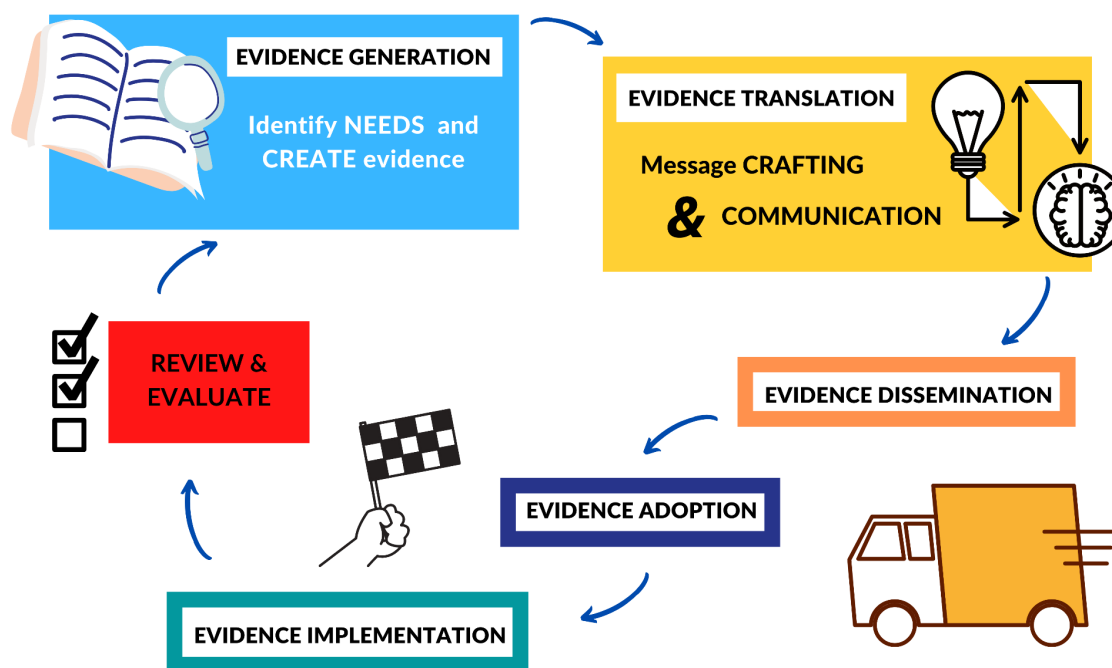 EVIDENCE GENERATION
Identify NEEDS and
CREATE evidence
EVIDENCE TRANSLATION
Message CRAFTING
& COMMUNICATION
EVIDENCE DISSEMINATION
EVIDENCE ADOPTION
EVIDENCE IMPLEMENTATION
REVIEW &
EVALUATE